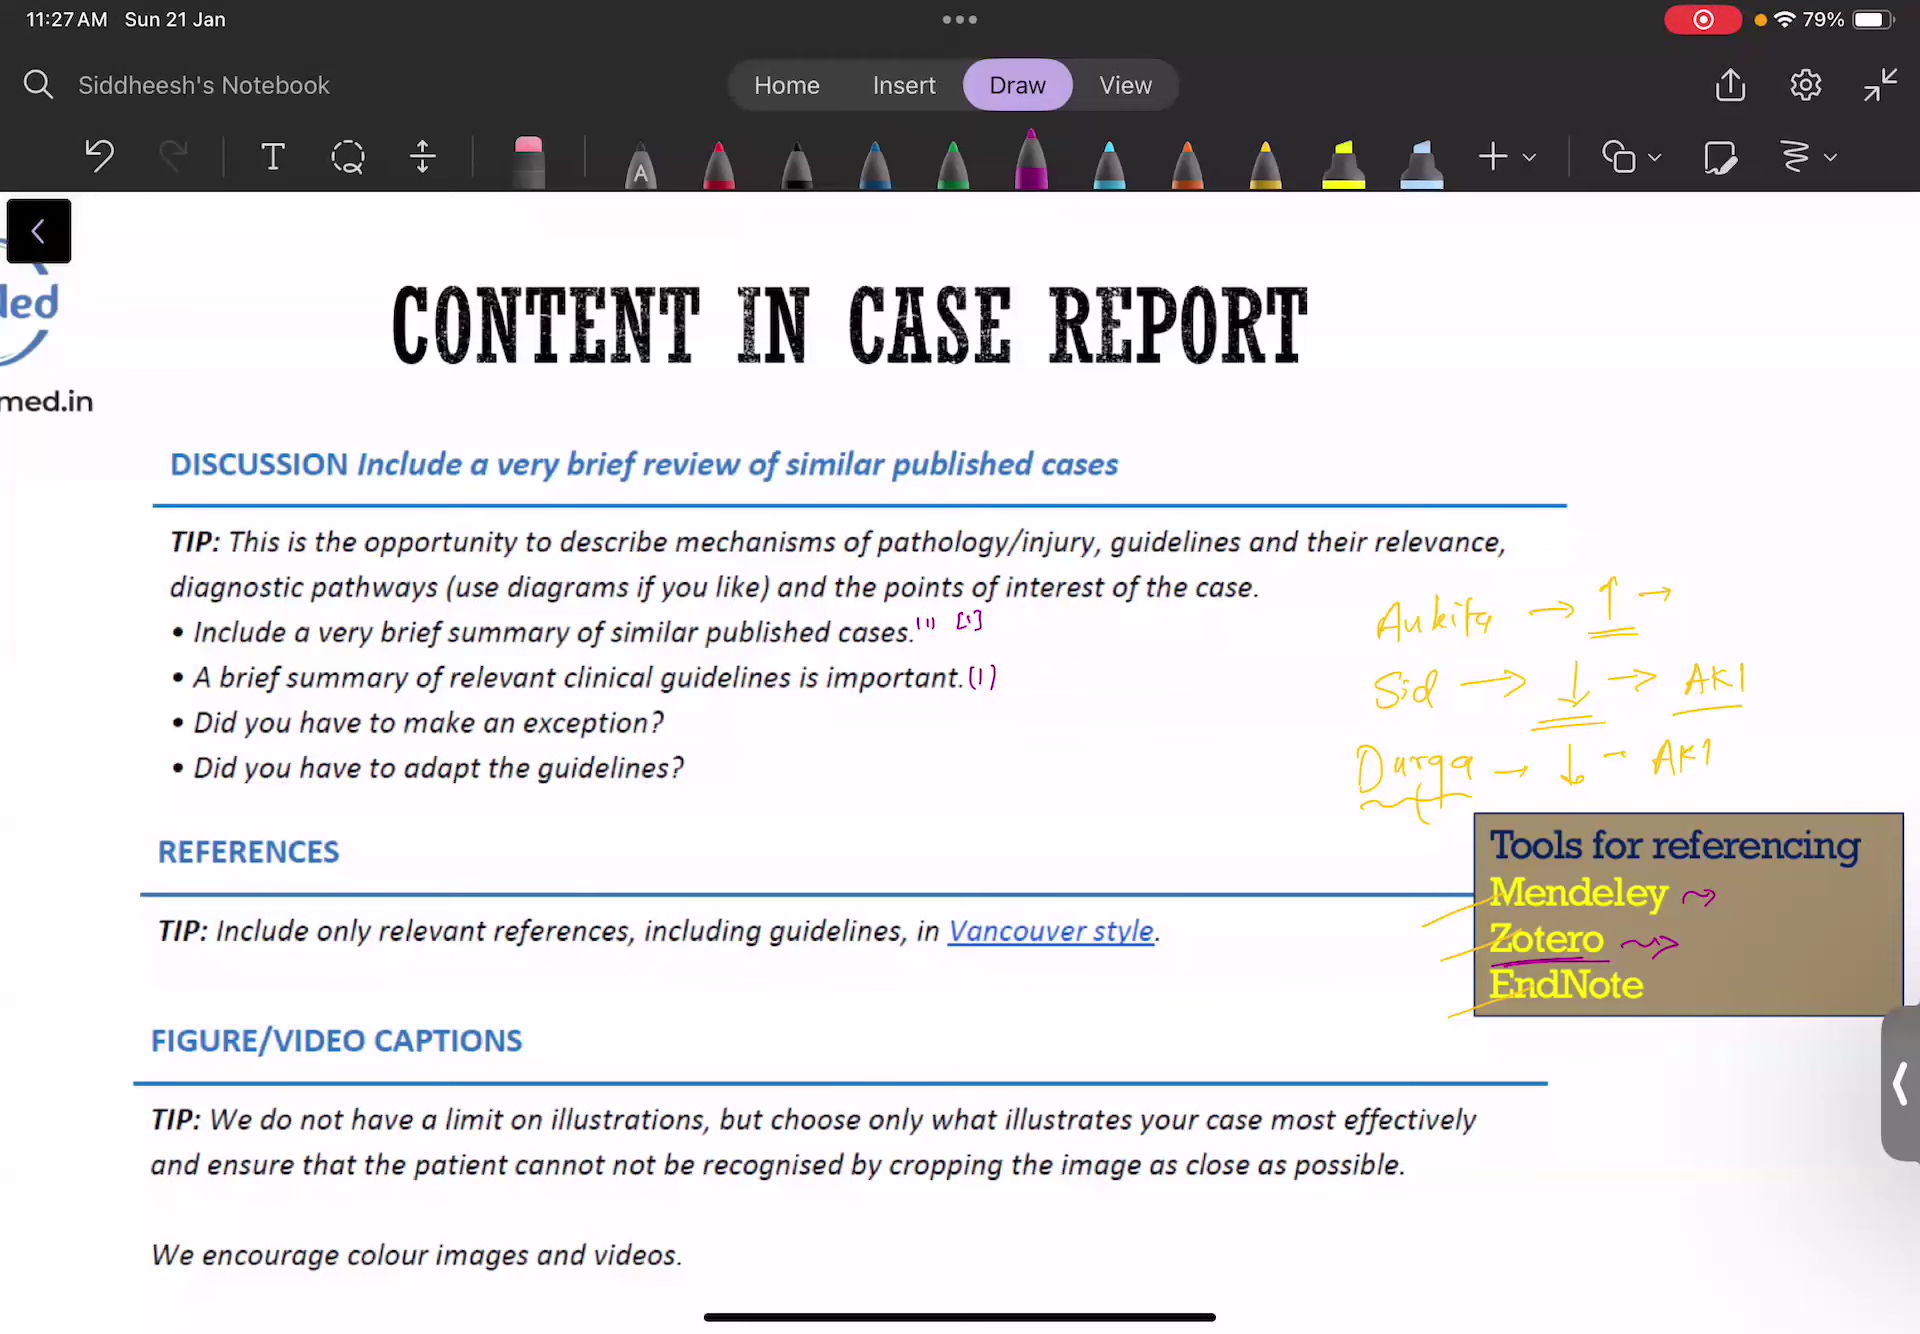 11:27 AM Sun 21 Jan
79%
Siddheesh's Notebook
Home Insert Draw View
T
A
led
med.in
CONTENT IN CASE REPORT
DISCUSSION Include a very brief review of similar published cases
TIP: This is the opportunity to describe mechanisms of pathology/injury, guidelines and their relevance,
diagnostic pathways (use diagrams if you like) and the points of interest of the case.
• Include a very brief summary of similar published cases. (1) [1]
• A brief summary of relevant clinical guidelines is important. (1)
• Did you have to make an exception?
• Did you have to adapt the guidelines?
Ankita → ↑ →
Sid → ↓ → AKI
Durga → ↓ - AKI
REFERENCES
TIP: Include only relevant references, including guidelines, in Vancouver style.
Tools for referencing
Mendeley
Zotero
EndNote
FIGURE/VIDEO CAPTIONS
TIP: We do not have a limit on illustrations, but choose only what illustrates your case most effectively
and ensure that the patient cannot not be recognised by cropping the image as close as possible.
We encourage colour images and videos.